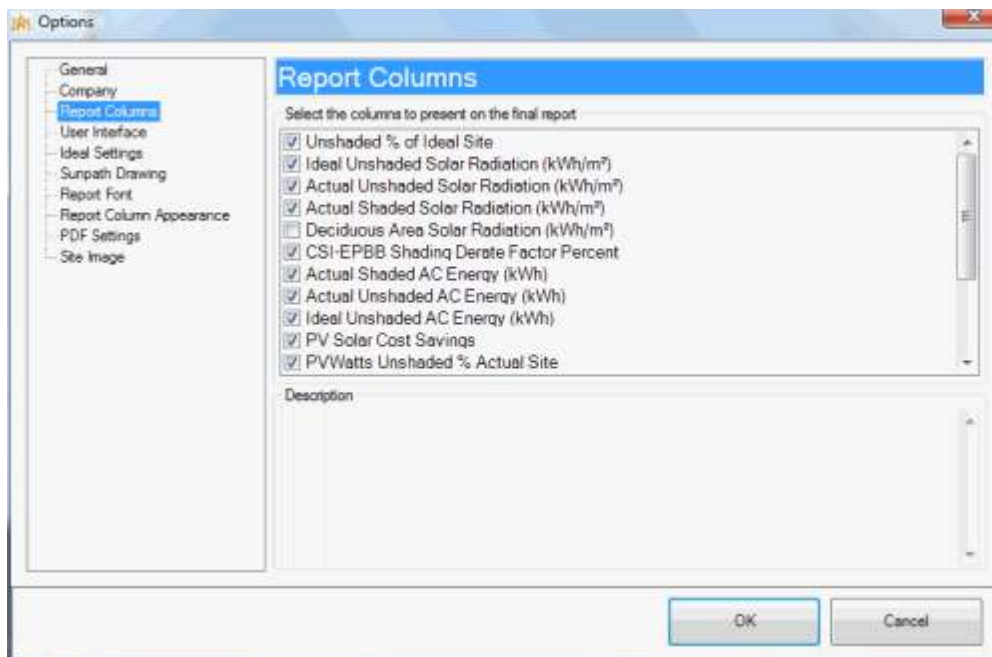 Options
General
Company
Report Columns
User Interface
Ideal Settings
Sunpath Drawing
Report Font
Report Column Appearance
PDF Settings
Site Image
Report Columns
Select the columns to present on the final report
Unshaded % of Ideal Site
Ideal Unshaded Solar Radiation (kWh/m²)
Actual Unshaded Solar Radiation (kWh/m²)
Actual Shaded Solar Radiation (kWh/m²)
Deciduous Area Solar Radiation (kWh/m²)
CSI-EPBB Shading Derate Factor Percent
Actual Shaded AC Energy (kWh)
Actual Unshaded AC Energy (kWh)
Ideal Unshaded AC Energy (kWh)
PV Solar Cost Savings
PVWatts Unshaded % Actual Site
Description
OK
Cancel